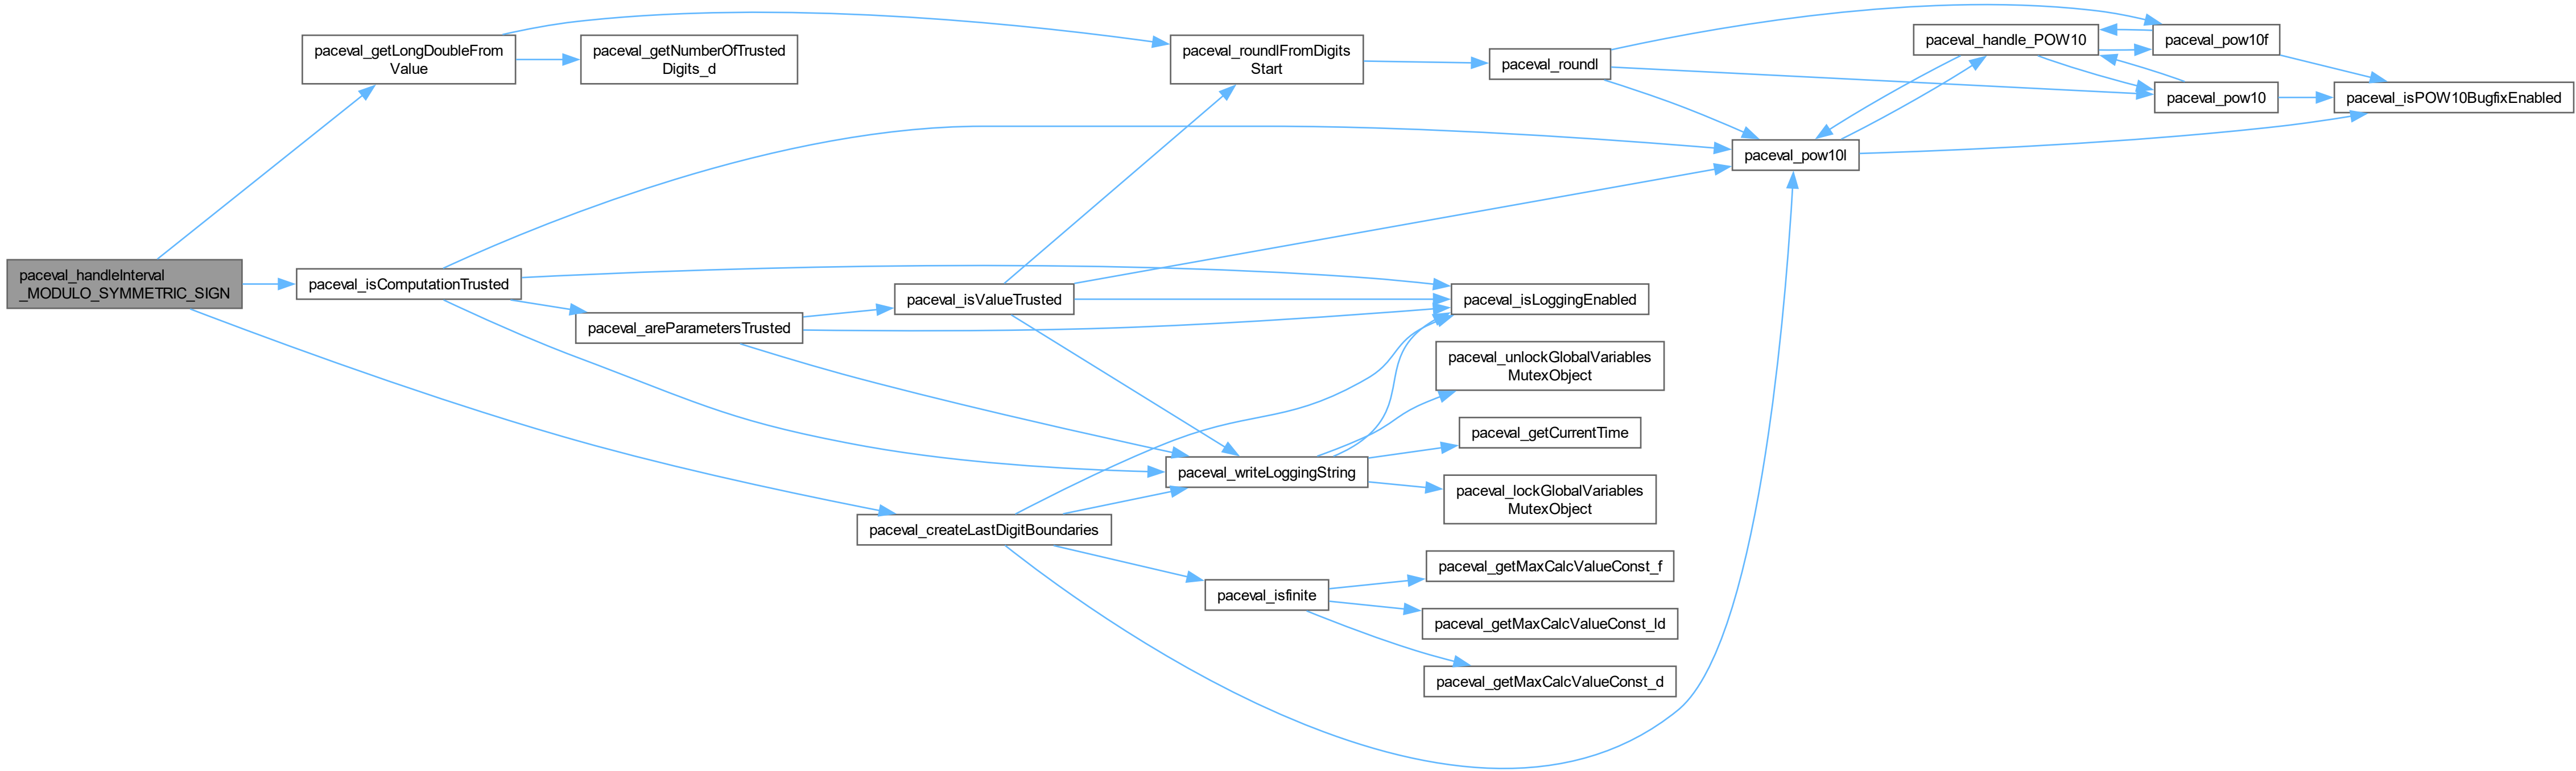 paceval_handleInterval
_MODULO_SYMMETRIC_SIGN
paceval_getLongDoubleFrom
Value
paceval_getNumberOfTrusted
Digits_d
paceval_roundlFromDigits
Start
paceval_roundl
paceval_handle_POW10
paceval_pow10f
paceval_pow10
paceval_isPOW10BugfixEnabled
paceval_pow10l
paceval_isComputationTrusted
paceval_areParametersTrusted
paceval_isValueTrusted
paceval_isLoggingEnabled
paceval_unlockGlobalVariables
MutexObject
paceval_getCurrentTime
paceval_writeLoggingString
paceval_lockGlobalVariables
MutexObject
paceval_createLastDigitBoundaries
paceval_isfinite
paceval_getMaxCalcValueConst_f
paceval_getMaxCalcValueConst_ld
paceval_getMaxCalcValueConst_d